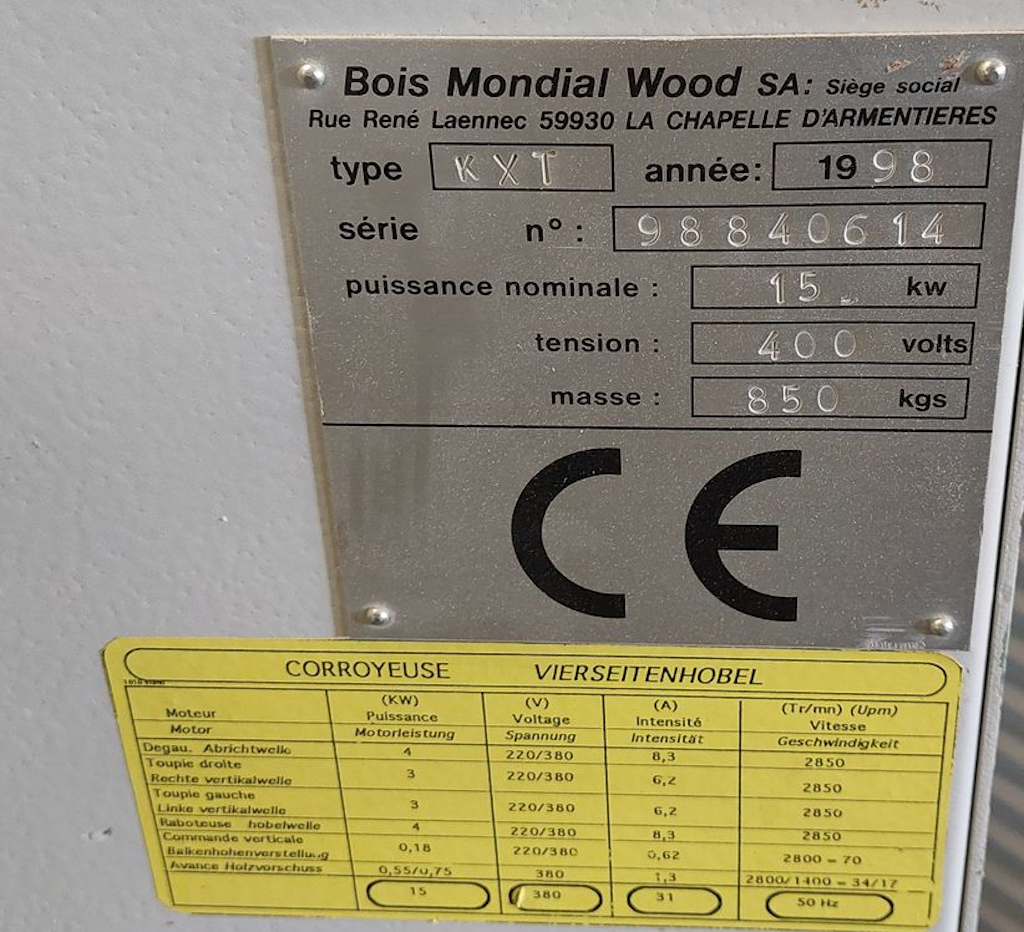 Bois Mondial Wood SA: Siège social
Rue René Laennec 59930 LA CHAPELLE D'ARMENTIERES
type KXT année: 1998
série n° : 98840614
puissance nominale : 15 kw
tension : 400 volts
masse : 850 kgs
CE
CORROYEUSE VIERSEITENHOBEL
Moteur (KW) Puissance (V) Voltage (A) Intensité (Tr/mn) (Upm) Vitesse
Motor Motorleistung Spannung Intensität Geschwindigkeit
Degau. Abrichtwelle 4 220/380 8,3 2850
Toupie droite
Rechte vertikalwelle 3 220/380 6,2 2850
Toupie gauche
Linke vertikalwelle 3 220/380 6,2 2850
Raboteuse hobelwelle 4 220/380 8,3 2850
Commande verticale
Balkenhohenverstellung 0,18 220/380 0,62 2800 = 70
Avance Holzvorschuss 0,55/0,75 380 1,3 2800/1400 = 34/17
15 380 31 50 Hz